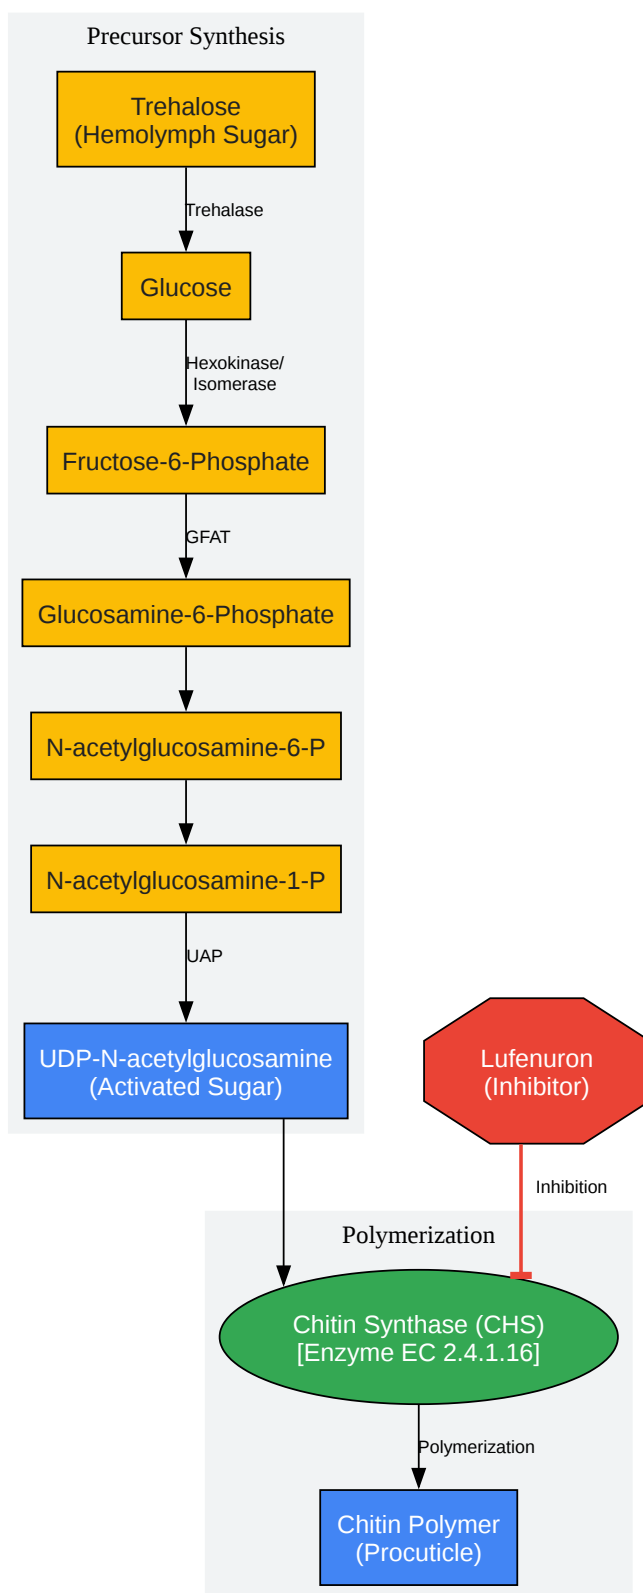 Precursor Synthesis
Trehalose
(Hemolymph Sugar)
Trehalase
Glucose
Hexokinase/
Isomerase
Fructose-6-Phosphate
GFAT
Glucosamine-6-Phosphate
N-acetylglucosamine-6-P
N-acetylglucosamine-1-P
UAP
UDP-N-acetylglucosamine
(Activated Sugar)
Lufenuron
(Inhibitor)
Inhibition
Polymerization
Chitin Synthase (CHS)
[Enzyme EC 2.4.1.16]
Polymerization
Chitin Polymer
(Procuticle)